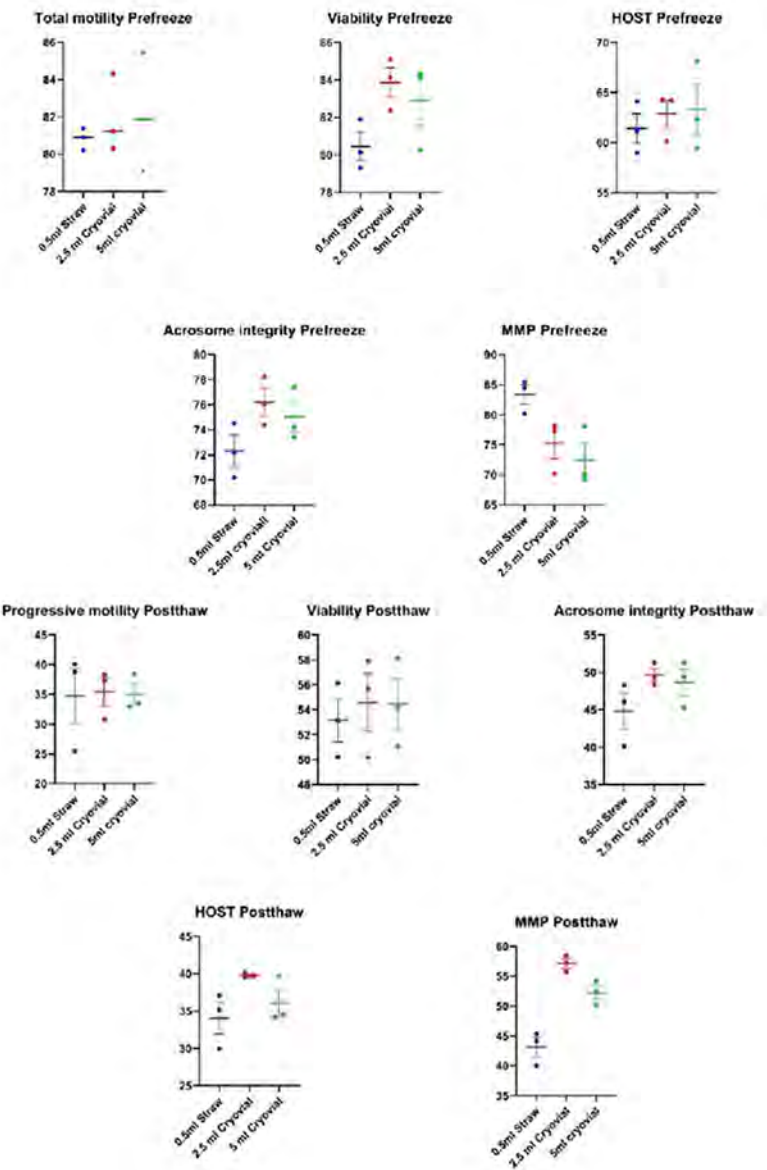 Total motility Prefreeze
86
84
82
80
78
0.5ml Straw
2.5 ml Cryovial
5ml cryovial
Viability Prefreeze
86
84
82
80
78
0.5ml Straw
2.5 ml Cryovial
5ml cryovial
HOST Prefreeze
70
65
60
55
0.5ml Straw
2.5 ml Cryovial
5ml cryovial
Acrosome integrity Prefreeze
80
78
76
74
72
70
68
0.5ml Straw
2.5ml cryoviall
5 ml Cryovial
MMP Prefreeze
90
85
80
75
70
65
0.5ml Straw
2.5 ml Cryovial
5ml cryovial
Progressive motility Postthaw
45
40
35
30
25
20
0.5ml Straw
2.5 ml Cryovial
5ml cryovial
Viability Postthaw
60
58
56
54
52
50
48
0.5ml Straw
2.5 ml Cryovial
5ml cryovial
Acrosome integrity Postthaw
55
50
45
40
35
0.5ml Straw
2.5 ml Cryovial
5ml cryovial
HOST Postthaw
45
40
35
30
25
0.5ml Straw
2.5 ml Cryovial
5 ml Cryovial
MMP Postthaw
60
55
50
45
40
35
0.5ml Straw
2.5 ml Cryovial
5ml cryovial